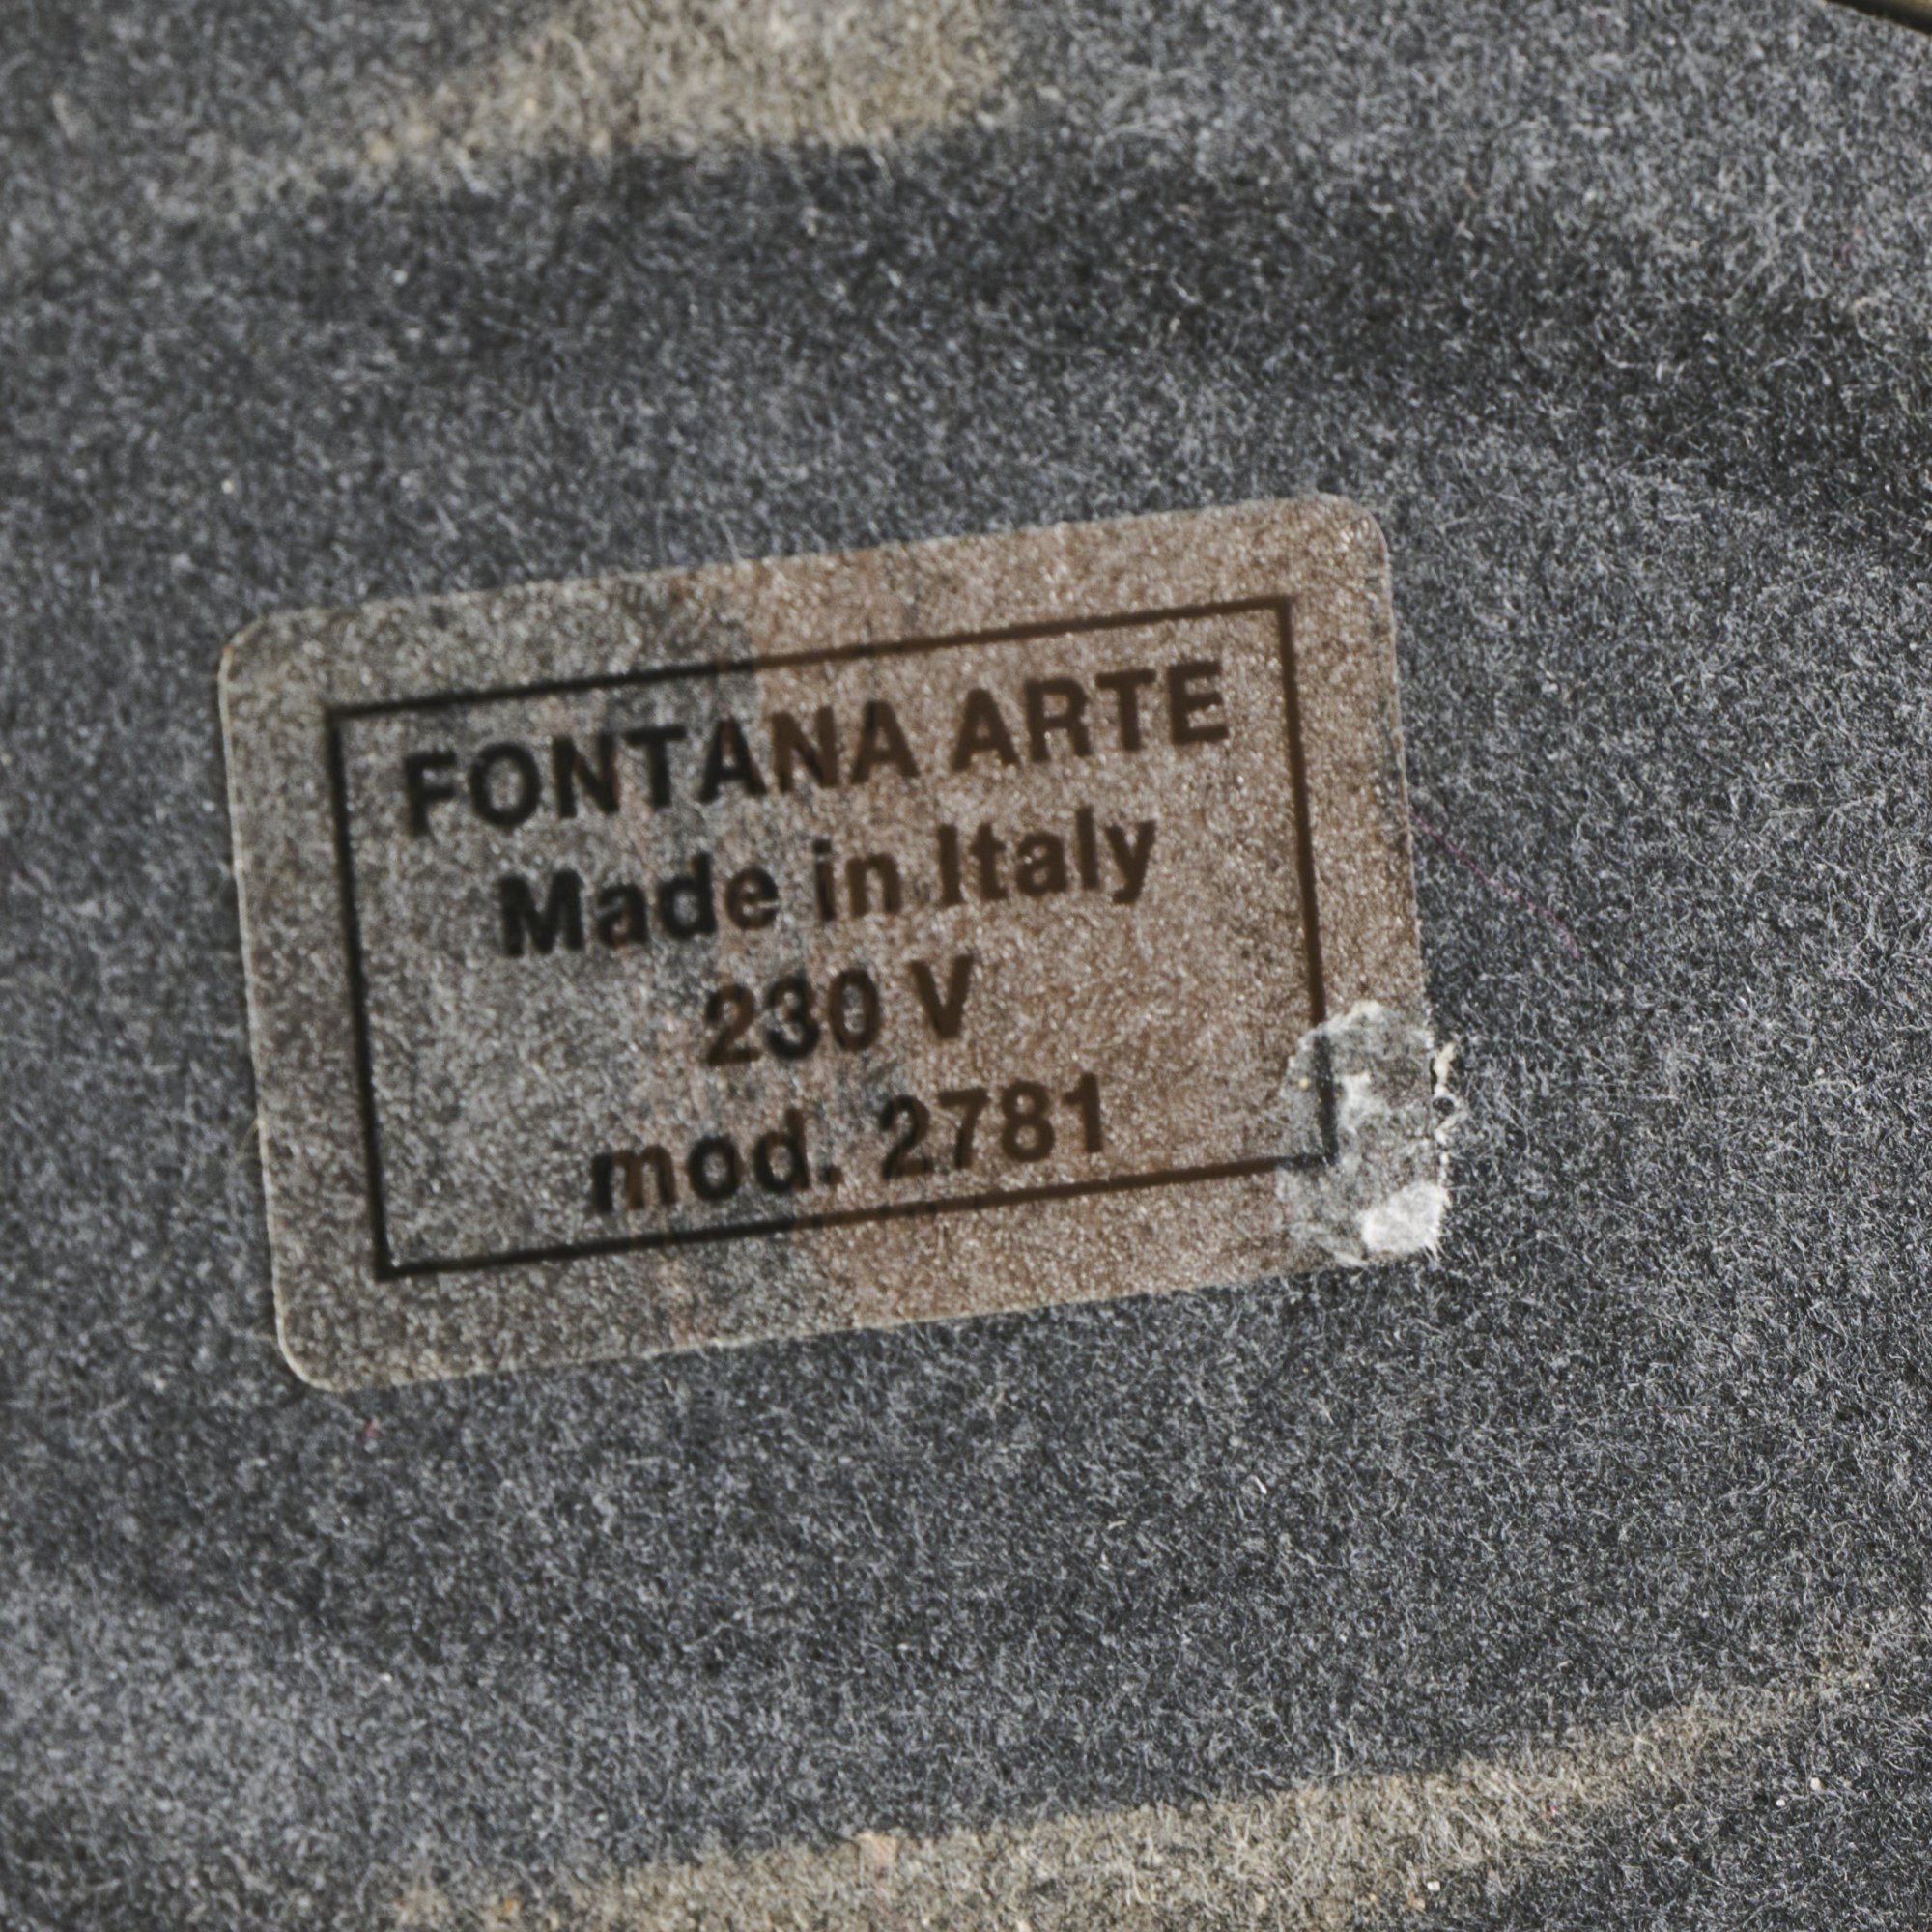 FONTANA ARTE
Made in Italy
230 V
mod. 2781